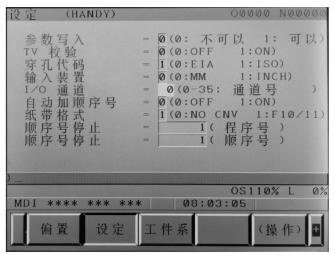 设定 (HANDY) O0000 N00000
参数写入 = 0(0: 不可以 1: 可以)
TV 校验 = 0(0:OFF 1:ON)
穿孔代码 = 1(0:EIA 1:ISO)
输入装置 = 0(0:MM 1:INCH)
I/O 通道 = 0(0-35: 通道号 )
自动加顺序号 = 0(0:OFF 1:ON)
纸带格式 = 1(0:NO CNV 1:F10/11)
顺序号停止 = 1( 程序号 )
顺序号停止 = 1( 顺序号 )
)_
OS110% L 0%
MDI **** *** *** 08:03:05
偏置 设定 工件系 (操作) +